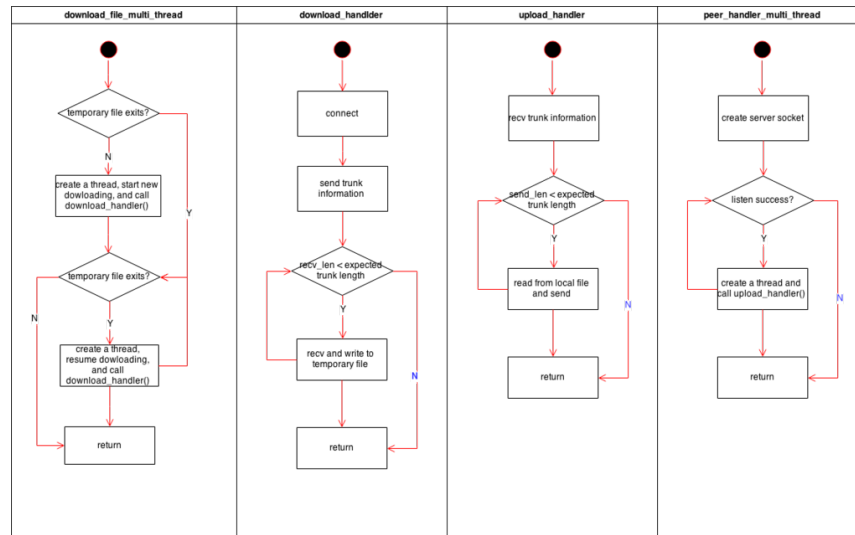 download_file_multi_thread
temporary file exits?
N
create a thread, start new
dowloading, and call
download_handler()
Y
temporary file exits?
N
Y
create a thread,
resume dowloading,
and call
download_handler()
return
download_handlder
connect
send trunk
information
recv_len < expected
trunk length
Y
recv and write to
temporary file
N
return
upload_handler
recv trunk information
send_len < expected
trunk length
Y
read from local file
and send
N
return
peer_handler_multi_thread
create server socket
listen success?
Y
create a thread and
call upload_handler()
N
return